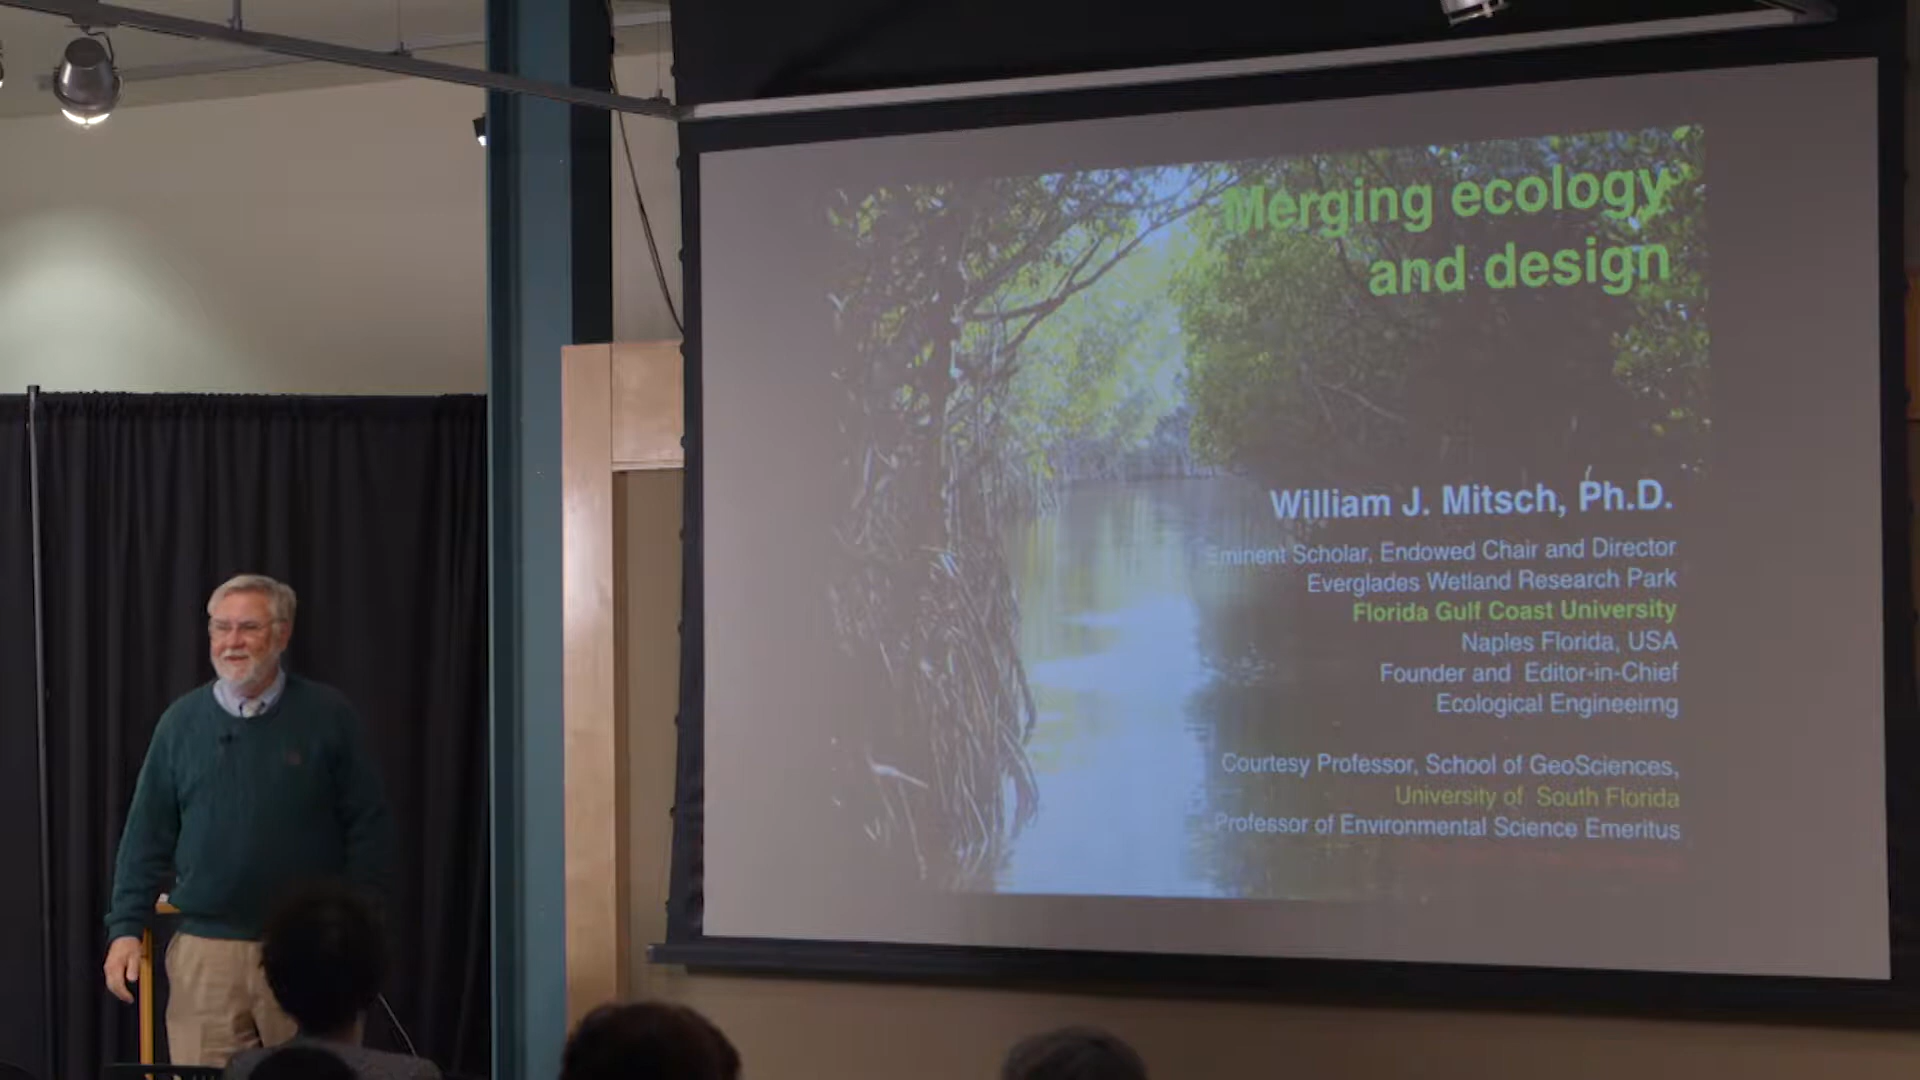 Merging ecology
and design
William J. Mitsch, Ph.D.
Eminent Scholar, Endowed Chair and Director
Everglades Wetland Research Park
Florida Gulf Coast University
Naples Florida, USA
Founder and Editor-in-Chief
Ecological Engineeirng
Courtesy Professor, School of GeoSciences,
University of South Florida
Professor of Environmental Science Emeritus